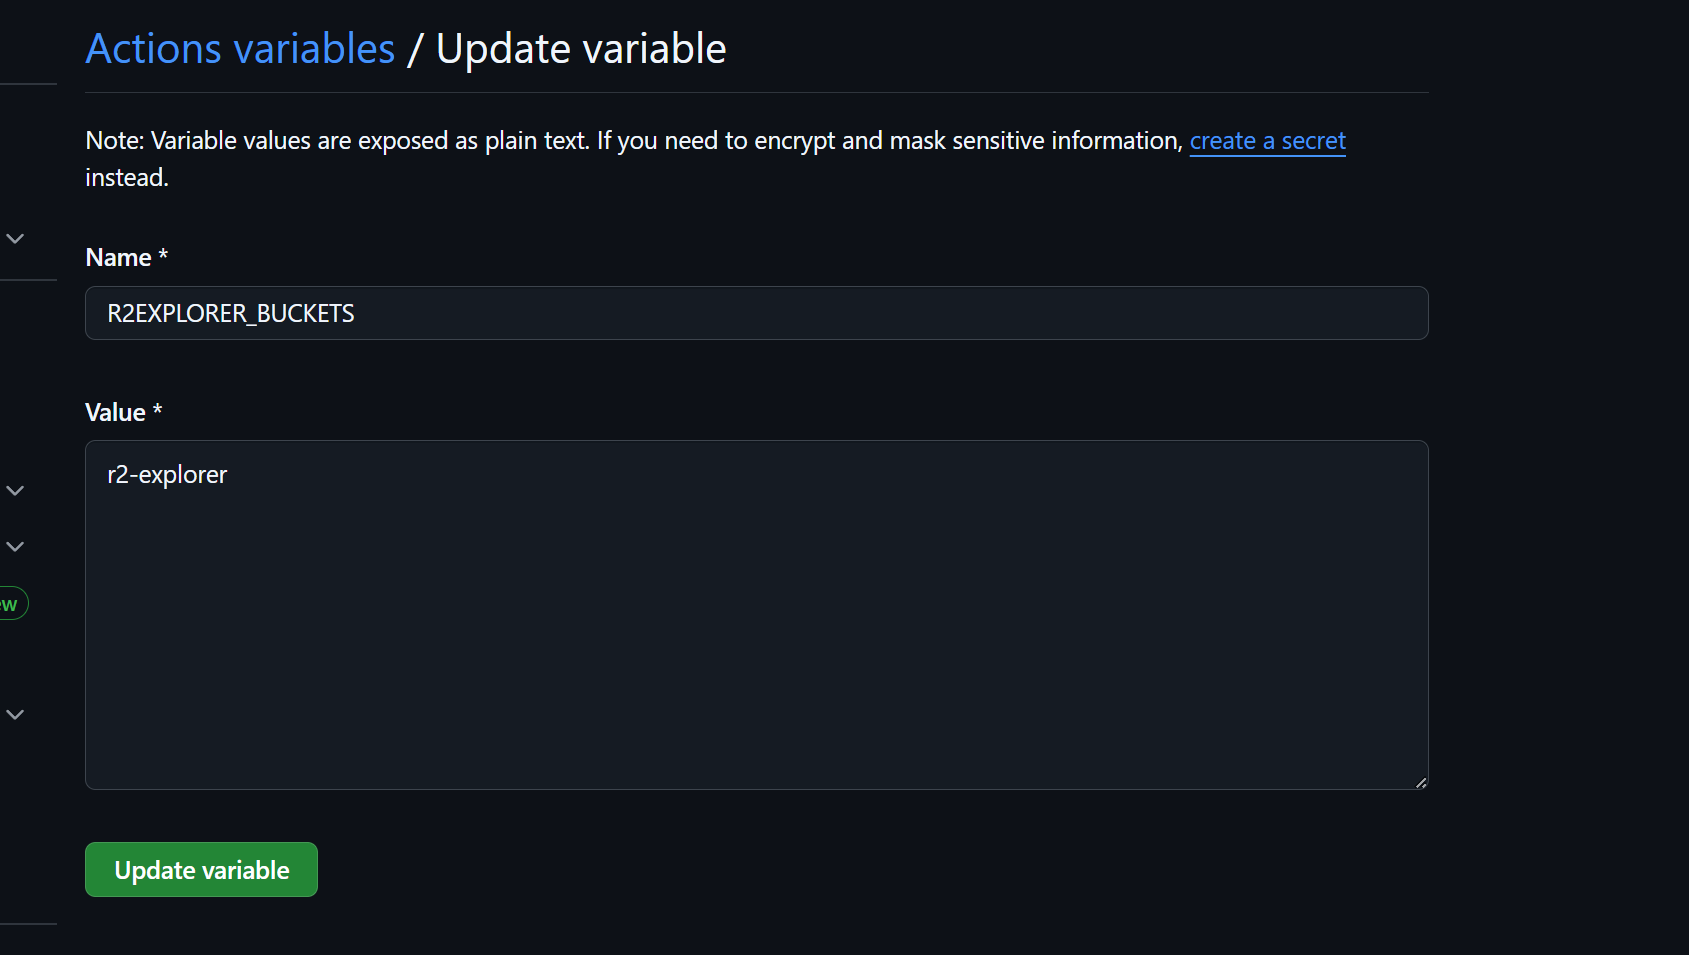 Actions variables / Update variable
Note: Variable values are exposed as plain text. If you need to encrypt and mask sensitive information, create a secret
instead.
Name *
R2EXPLORER_BUCKETS
Value *
r2-explorer
Update variable